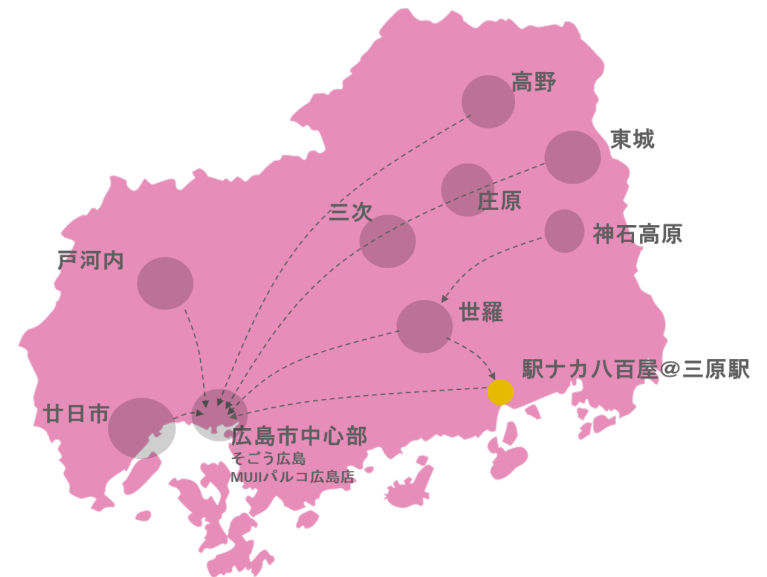 高野
東城
庄原
三次
神石高原
戸河内
世羅
駅ナカ八百屋@三原駅
廿日市
広島市中心部
そごう広島
MUJIパルコ広島店